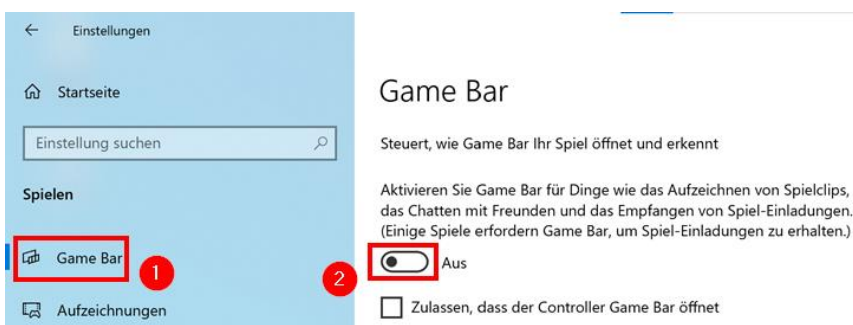 Einstellungen
Startseite
Einstellung suchen
Spielen
Game Bar
1
Aufzeichnungen
Game Bar
Steuert, wie Game Bar Ihr Spiel öffnet und erkennt
Aktivieren Sie Game Bar für Dinge wie das Aufzeichnen von Spielclips,
das Chatten mit Freunden und das Empfangen von Spiel-Einladungen.
(Einige Spiele erfordern Game Bar, um Spiel-Einladungen zu erhalten.)
2
Aus
Zulassen, dass der Controller Game Bar öffnet